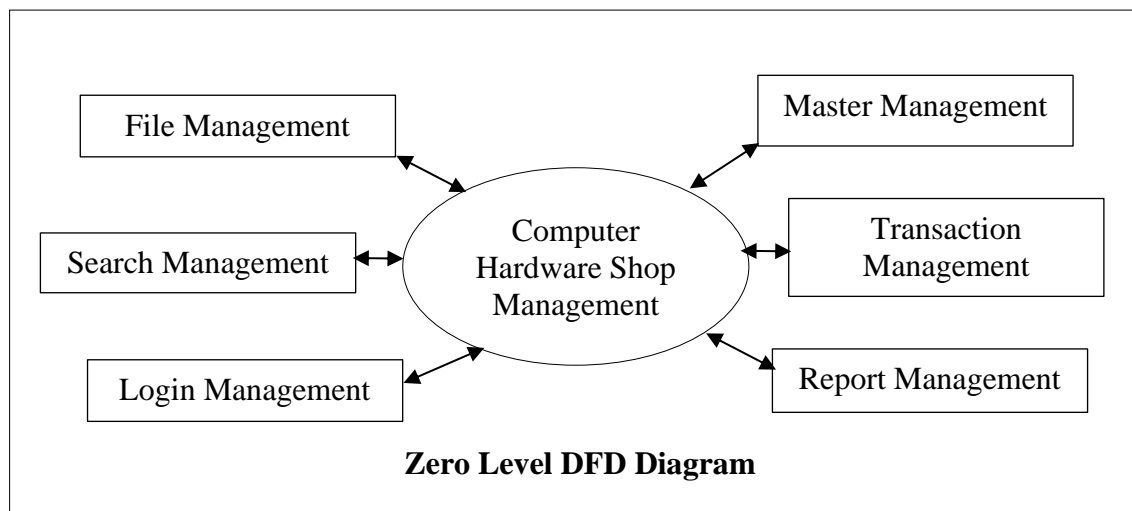 File Management
Master Management
Search Management
Computer
Hardware Shop
Management
Transaction
Management
Login Management
Report Management
Zero Level DFD Diagram